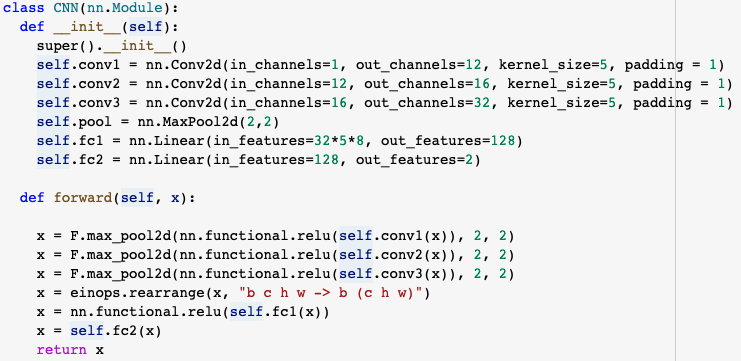 class CNN(nn.Module):
  def __init__(self):
    super().__init__()
    self.conv1 = nn.Conv2d(in_channels=1, out_channels=12, kernel_size=5, padding = 1)
    self.conv2 = nn.Conv2d(in_channels=12, out_channels=16, kernel_size=5, padding = 1)
    self.conv3 = nn.Conv2d(in_channels=16, out_channels=32, kernel_size=5, padding = 1)
    self.pool = nn.MaxPool2d(2,2)
    self.fc1 = nn.Linear(in_features=32*5*8, out_features=128)
    self.fc2 = nn.Linear(in_features=128, out_features=2)
  def forward(self, x):
    x = F.max_pool2d(nn.functional.relu(self.conv1(x)), 2, 2)
    x = F.max_pool2d(nn.functional.relu(self.conv2(x)), 2, 2)
    x = F.max_pool2d(nn.functional.relu(self.conv3(x)), 2, 2)
    x = einops.rearrange(x, "b c h w -> b (c h w)")
    x = nn.functional.relu(self.fc1(x))
    x = self.fc2(x)
    return x